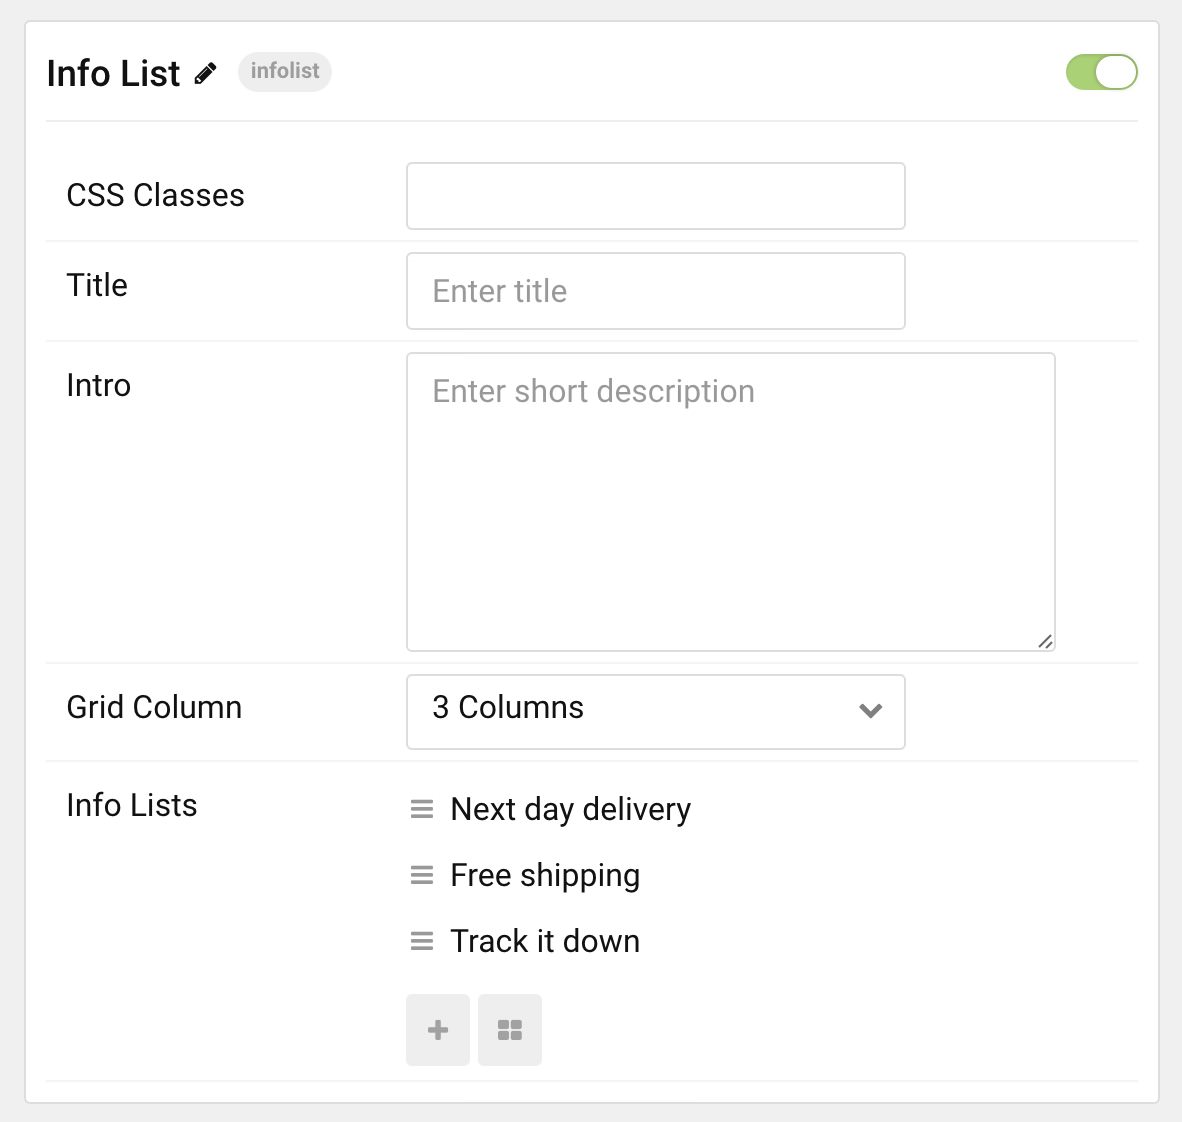 Info List infolist
CSS Classes
Title Enter title
Intro Enter short description
Grid Column 3 Columns
Info Lists Next day delivery
Free shipping
Track it down